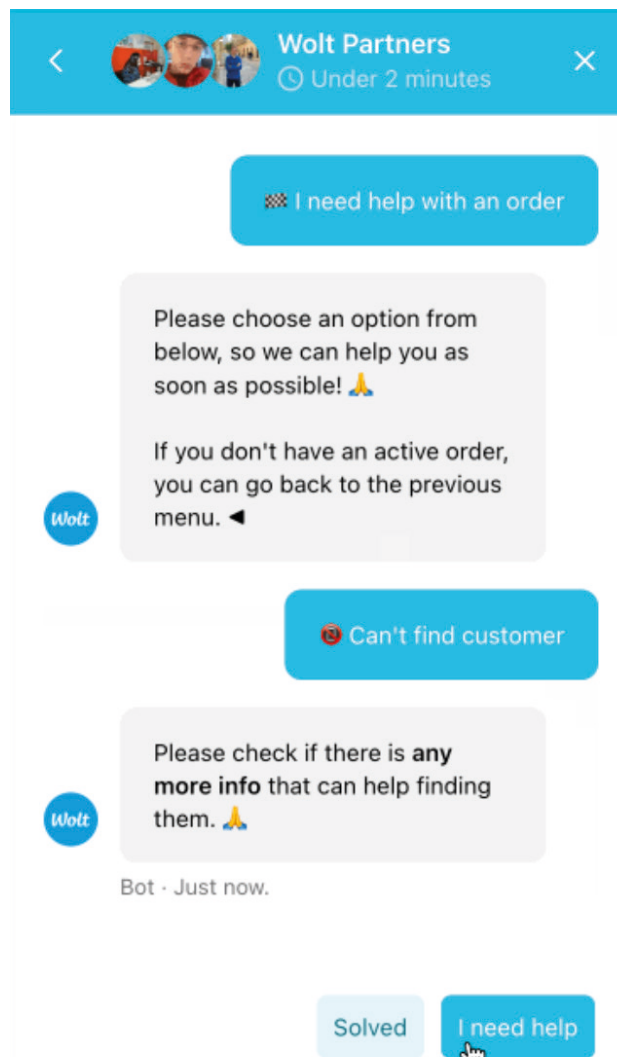 Wolt Partners
Under 2 minutes
🏁 I need help with an order
Please choose an option from
below, so we can help you as
soon as possible! 🙏
If you don't have an active order,
you can go back to the previous
menu. ◀
Wolt
📵 Can't find customer
Please check if there is any
more info that can help finding
them. 🙏
Wolt
Bot · Just now.
Solved
I need help